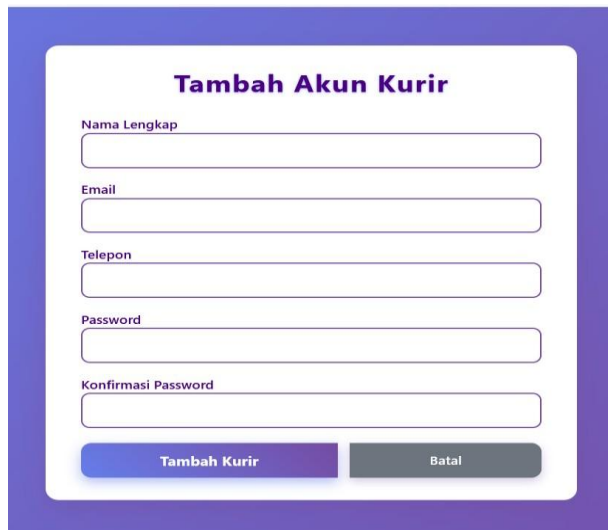 Tambah Akun Kurir
Nama Lengkap
Email
Telepon
Password
Konfirmasi Password
Tambah Kurir Batal